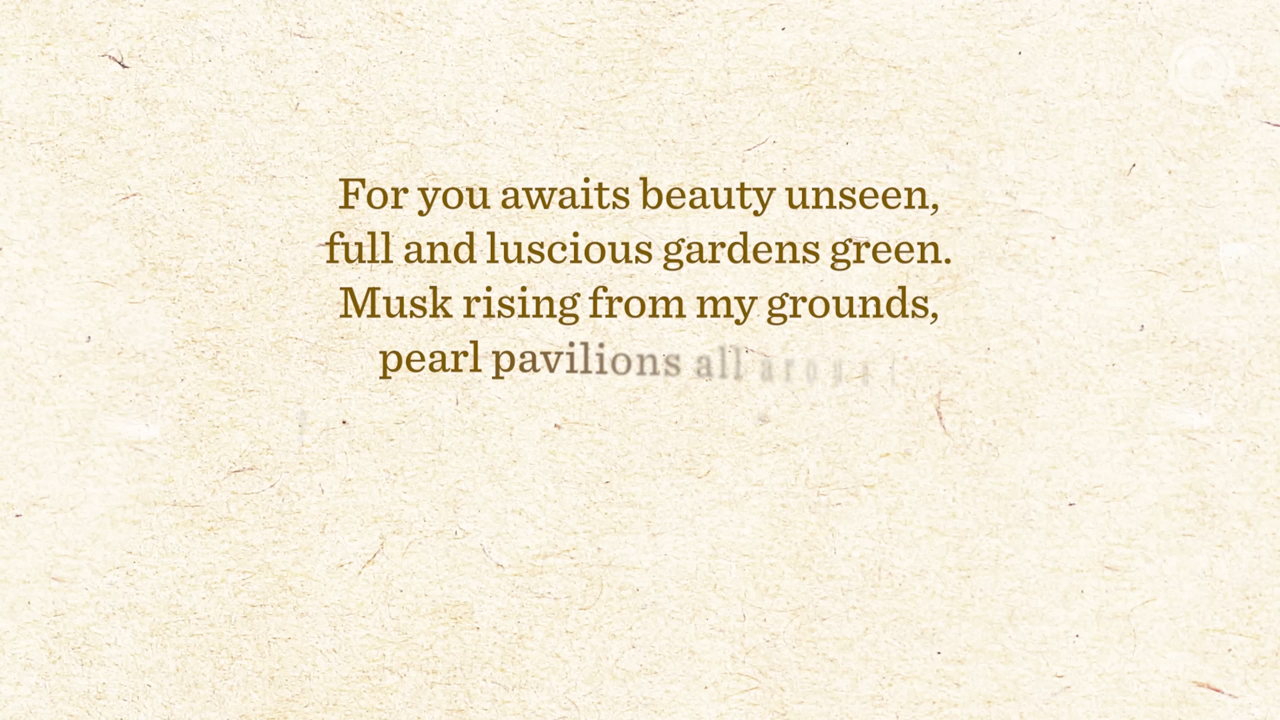 For you awaits beauty unseen,
full and luscious gardens green.
Musk rising from my grounds,
pearl pavilions all